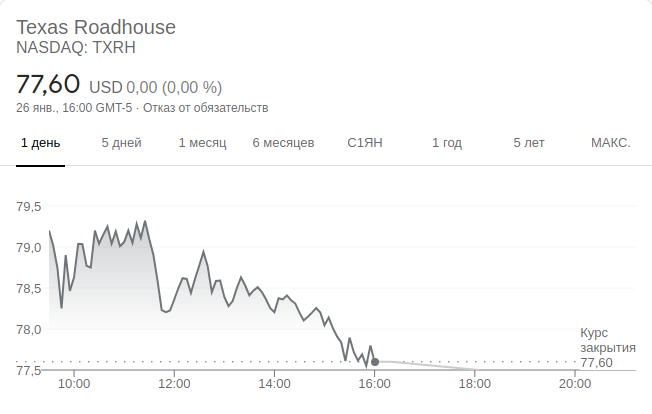 Texas Roadhouse
NASDAQ: TXRH
77,60 USD 0,00 (0,00 %)
26 янв., 16:00 GMT-5 · Отказ от обязательств
1 день 5 дней 1 месяц 6 месяцев С1ЯН 1 год 5 лет МАКС.
79,5
79,0
78,5
78,0
77,5
Курс
закрытия
77,60
10:00 12:00 14:00 16:00 18:00 20:00